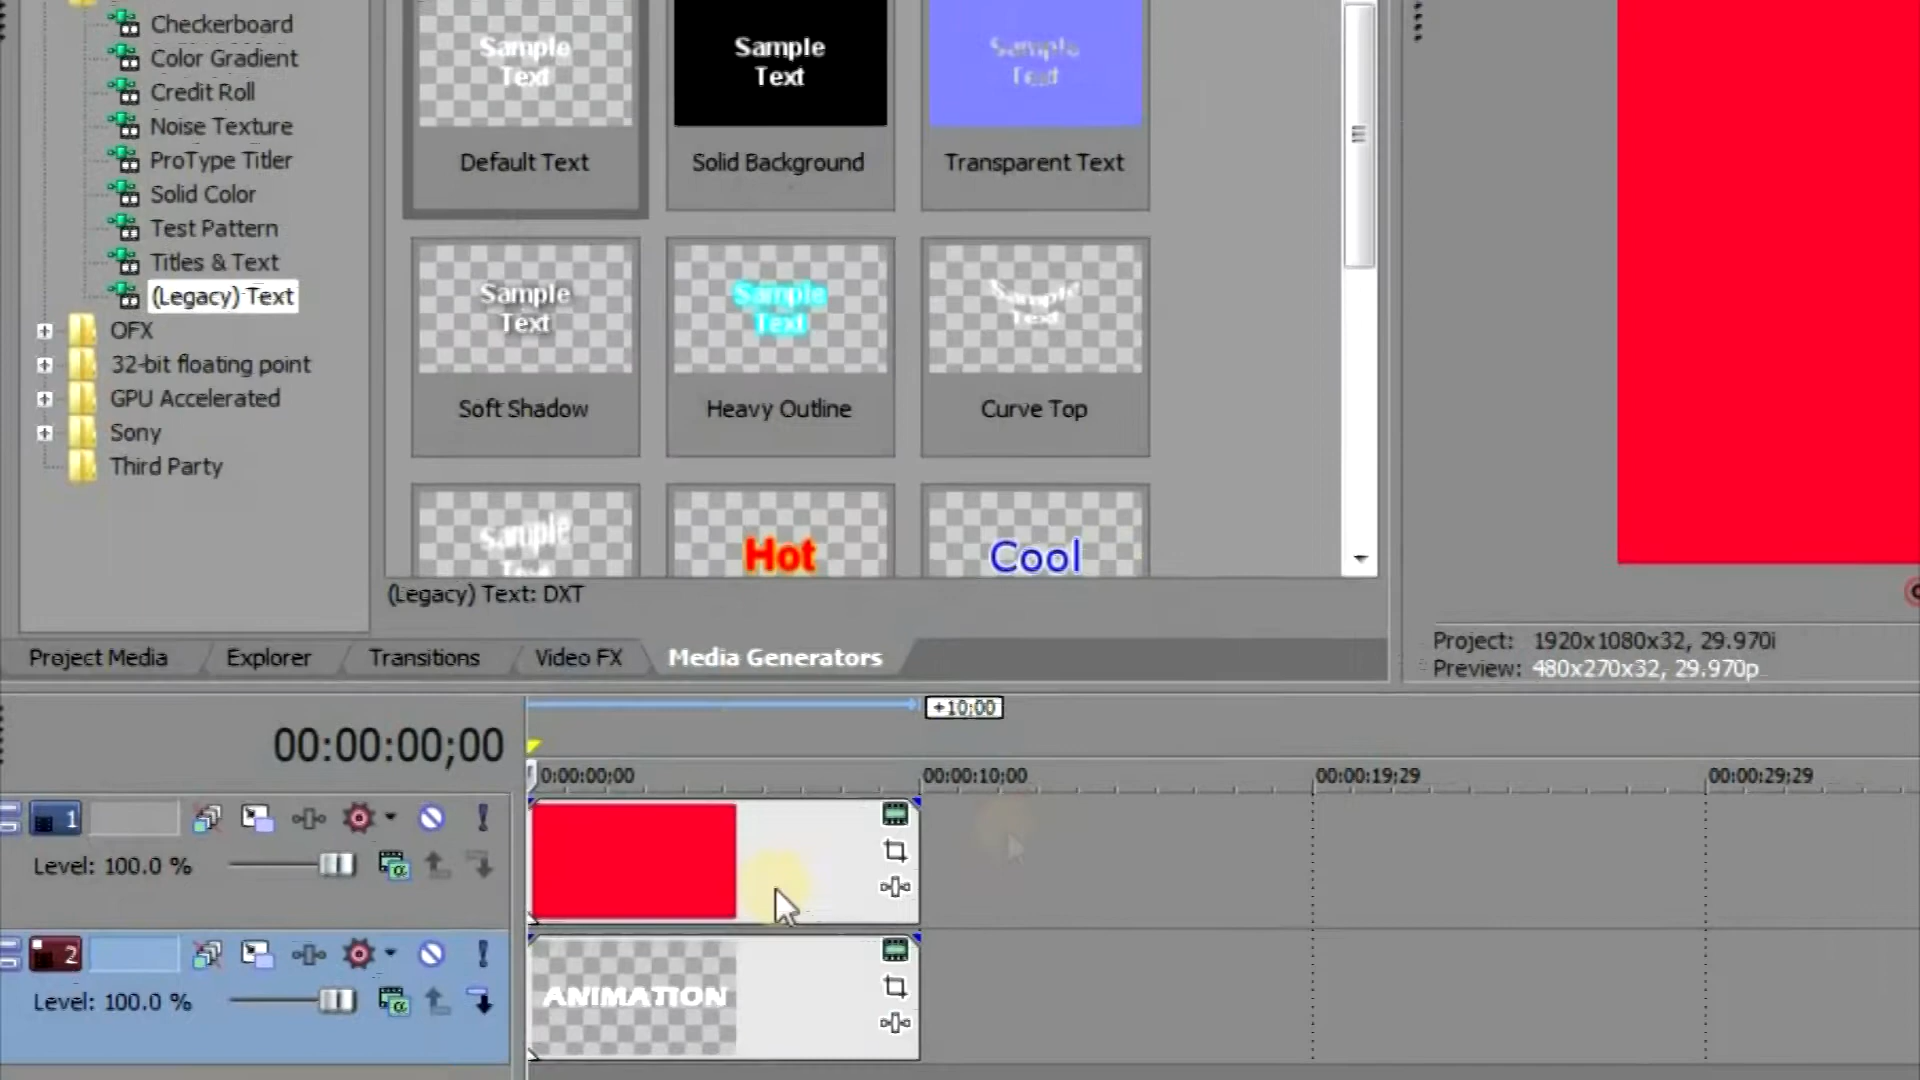 Checkerboard
Color Gradient
Credit Roll
Noise Texture
ProType Titler
Solid Color
Test Pattern
Titles & Text
(Legacy) Text
OFX
32-bit floating point
GPU Accelerated
Sony
Third Party
Sample
Text
Default Text
Sample
Text
Solid Background
Sample
Text
Transparent Text
Sample
Text
Soft Shadow
Sample
Text
Heavy Outline
Sample
Text
Curve Top
Sample
Hot
Cool
(Legacy) Text: DXT
Project Media
Explorer
Transitions
Video FX
Media Generators
Project: 1920x1080x32, 29.970i
Preview: 480x270x32, 29.970p
+10;00
00:00:00;00
0:00:00;00
00:00:10;00
00:00:19;29
00:00:29;29
1
Level: 100.0 %
2
Level: 100.0 %
ANIMATION